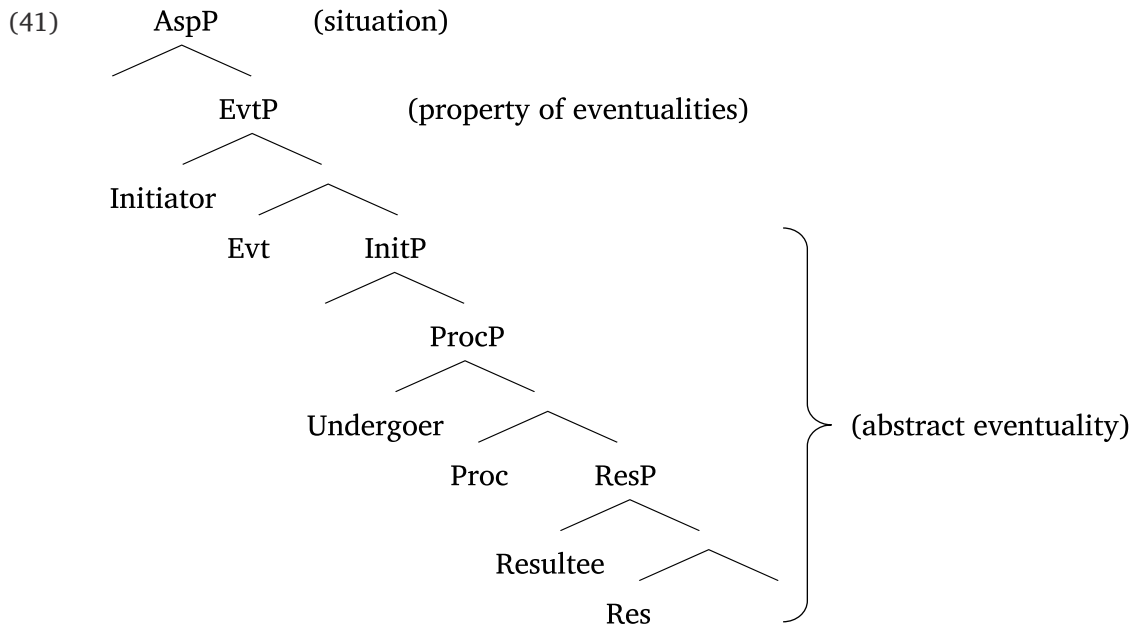 (41) AspP (situation)
EvtP (property of eventualities)
Initiator
Evt InitP
ProcP
Undergoer (abstract eventuality)
Proc ResP
Resultee
Res